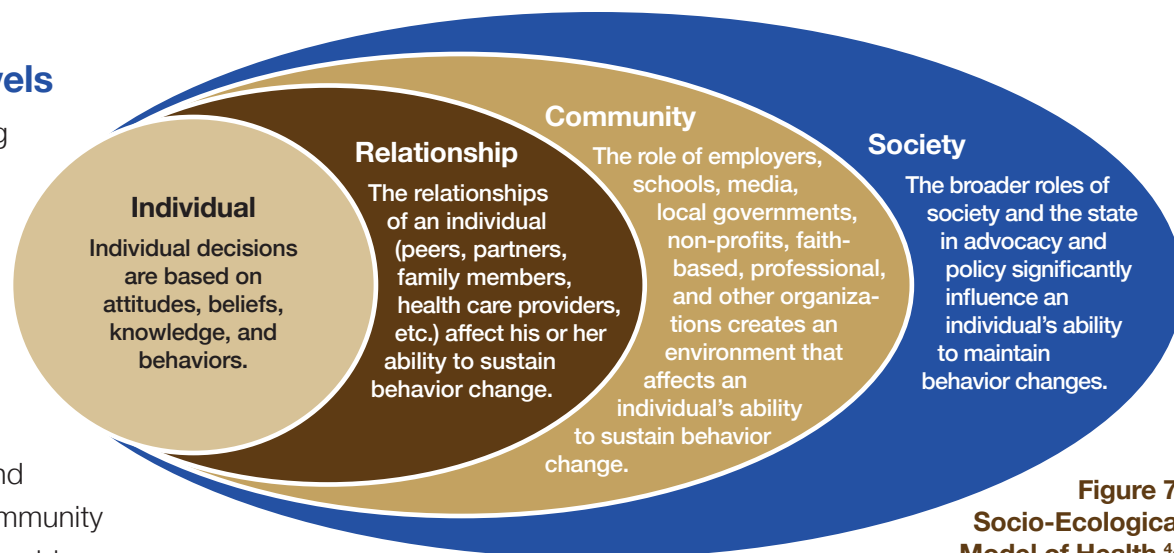 Individual
Individual decisions
are based on
attitudes, beliefs,
knowledge, and
behaviors.
Relationship
The relationships
of an individual
(peers, partners,
family members,
health care providers,
etc.) affect his or her
ability to sustain
behavior change.
Community
The role of employers,
schools, media,
local governments,
non-profits, faith-
based, professional,
and other organiza-
tions creates an
environment that
affects an
individual’s ability
to sustain behavior
change.
Society
The broader roles of
society and the state
in advocacy and
policy significantly
influence an
individual’s ability
to maintain
behavior changes.
Figure 7
Socio-Ecologica
Model of Health